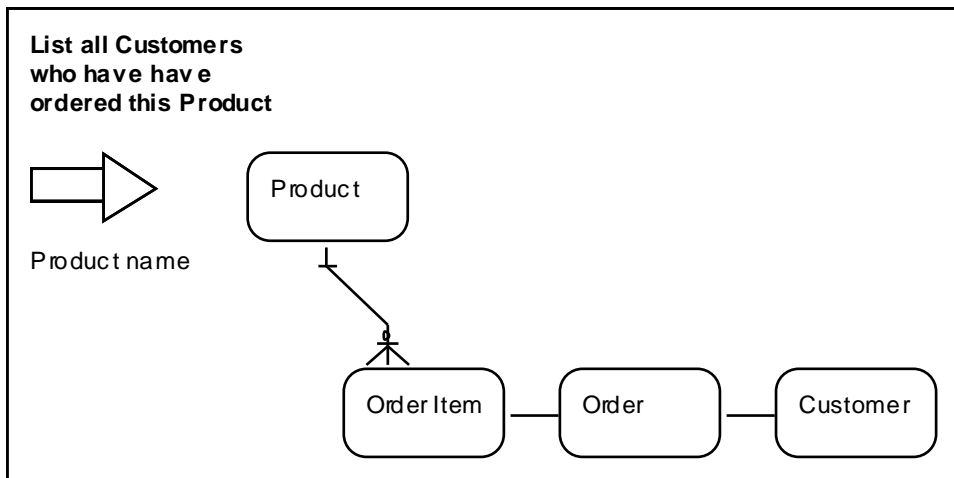 List all Customers
who have have
ordered this Product
Product
Product name
Order Item
Order
Customer